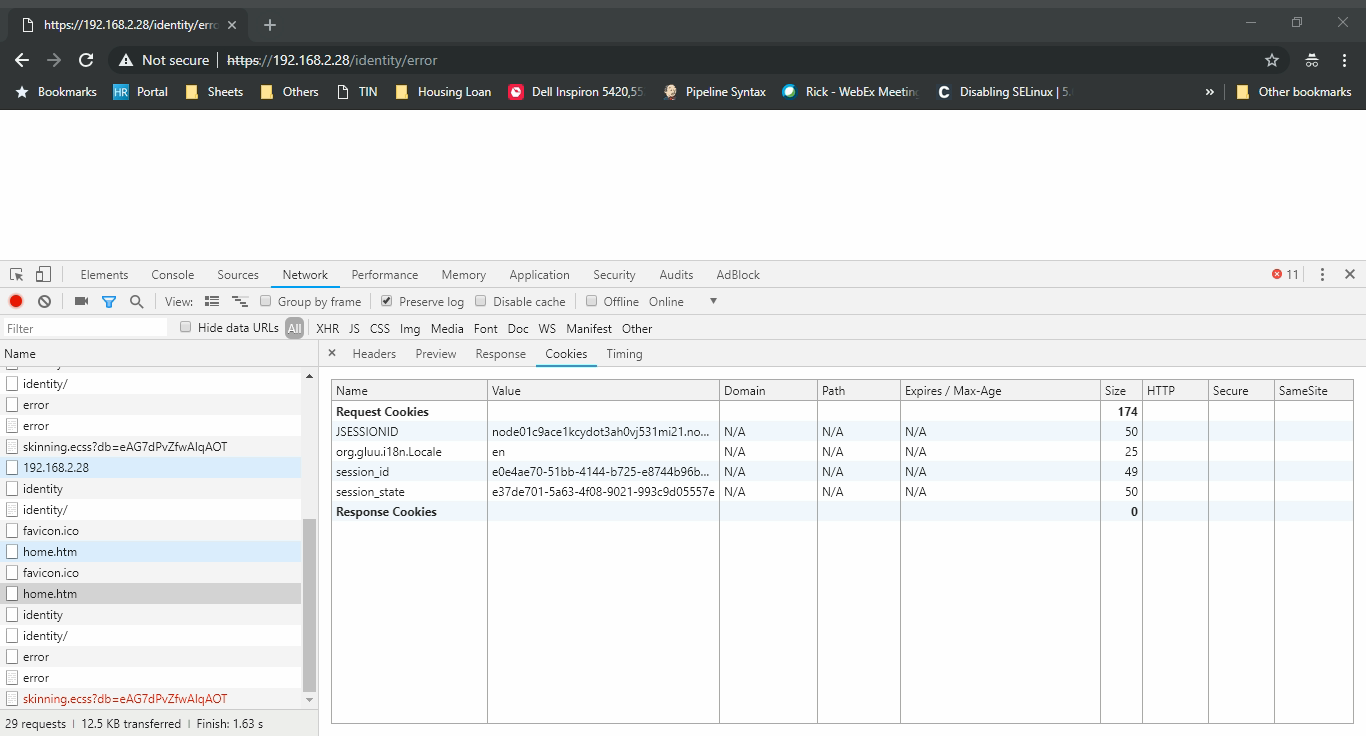 https://192.168.2.28/identity/erro
Not secure https://192.168.2.28/identity/error
Bookmarks HR Portal Sheets Others TIN Housing Loan Dell Inspiron 5420,55 Pipeline Syntax Rick - WebEx Meeting C Disabling SELinux | 5. » Other bookmarks
Elements Console Sources Network Performance Memory Application Security Audits AdBlock 11
View: Group by frame Preserve log Disable cache Offline Online
Filter Hide data URLs All XHR JS CSS Img Media Font Doc WS Manifest Other
Name Headers Preview Response Cookies Timing
identity/
error
error
skinning.ecss?db=eAG7dPvZfwAlqAOT
192.168.2.28
identity
identity/
favicon.ico
home.htm
favicon.ico
home.htm
identity
identity/
error
error
skinning.ecss?db=eAG7dPvZfwAlqAOT
29 requests | 12.5 KB transferred | Finish: 1.63 s
Name Value Domain Path Expires / Max-Age Size HTTP Secure SameSite
Request Cookies 174
JSESSIONID node01c9ace1kcydot3ah0vj531mi21.no... N/A N/A N/A 50
org.gluu.i18n.Locale en N/A N/A N/A 25
session_id e0e4ae70-51bb-4144-b725-e8744b96b... N/A N/A N/A 49
session_state e37de701-5a63-4f08-9021-993c9d05557e N/A N/A N/A 50
Response Cookies 0